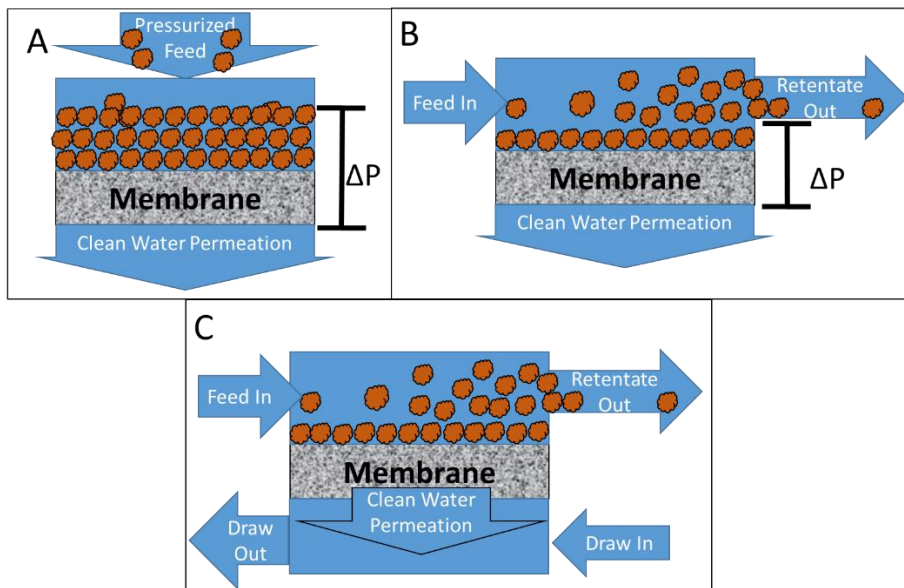 A
Pressurized
Feed
Membrane
ΔP
Clean Water Permeation
B
Feed In
Retentate
Out
Membrane
ΔP
Clean Water Permeation
C
Feed In
Retentate
Out
Membrane
Clean Water
Permeation
Draw
Out
Draw In